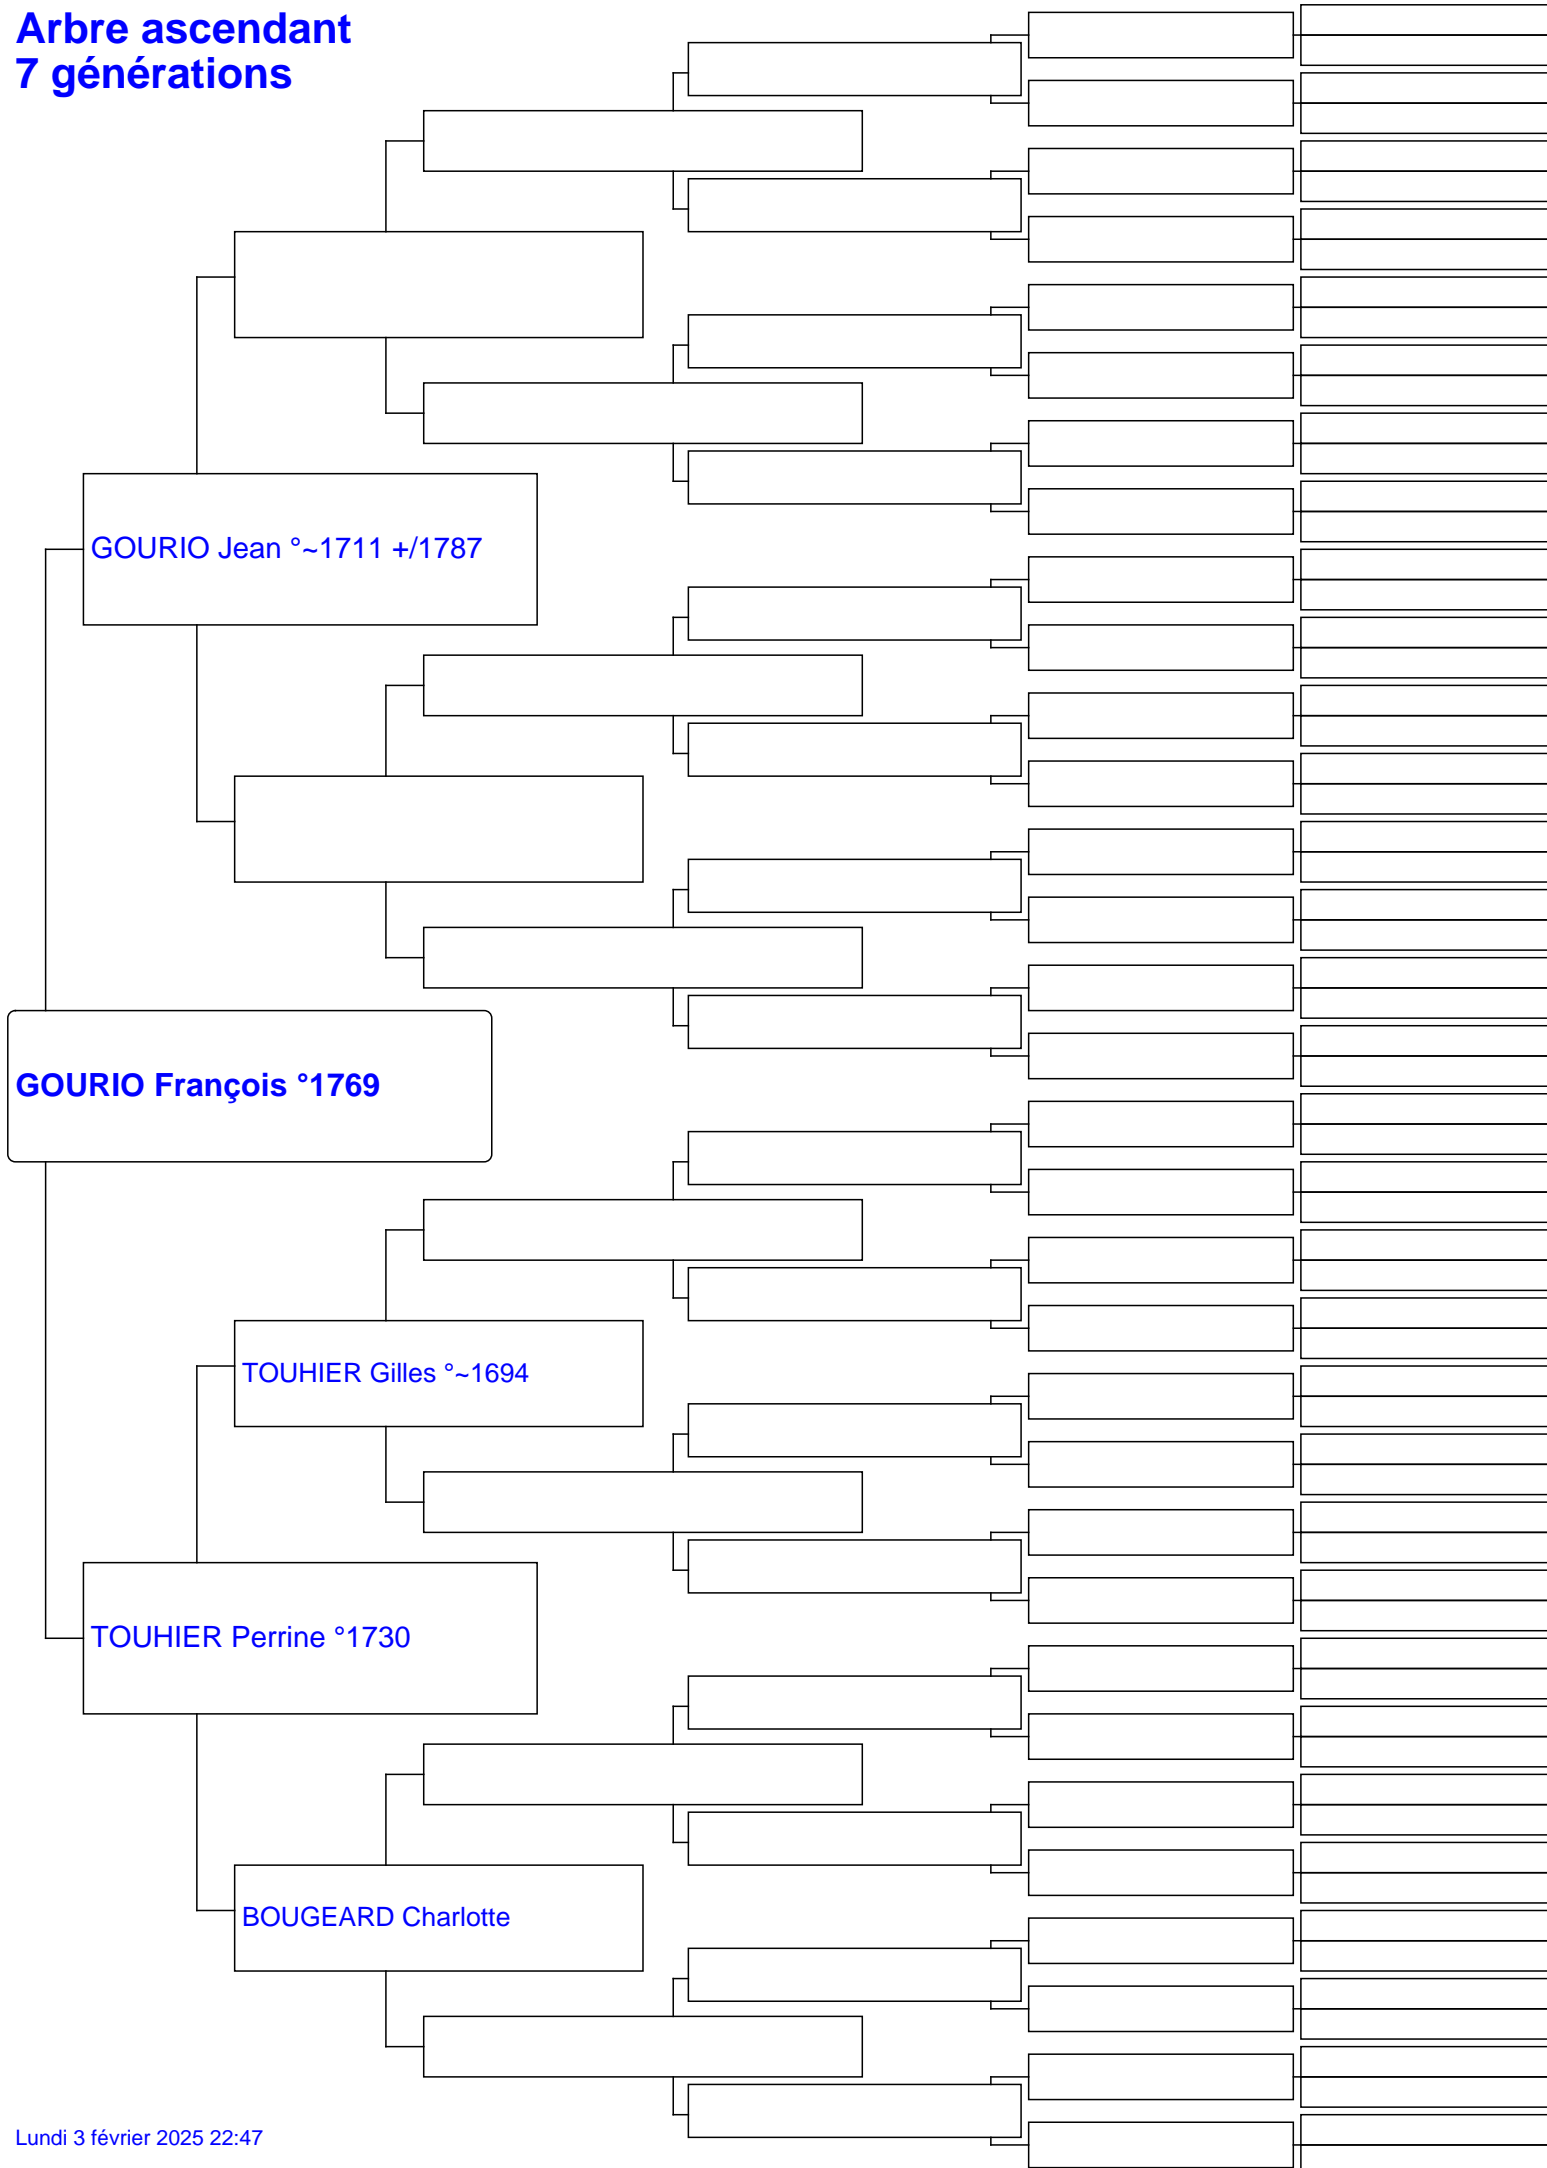 Arbre ascendant
7 générations
GOURIO Jean °~1711 +/1787
GOURIO François °1769
TOUHIER Gilles °~1694
TOUHIER Perrine °1730
BOUGEARD Charlotte
Lundi 3 février 2025 22:47